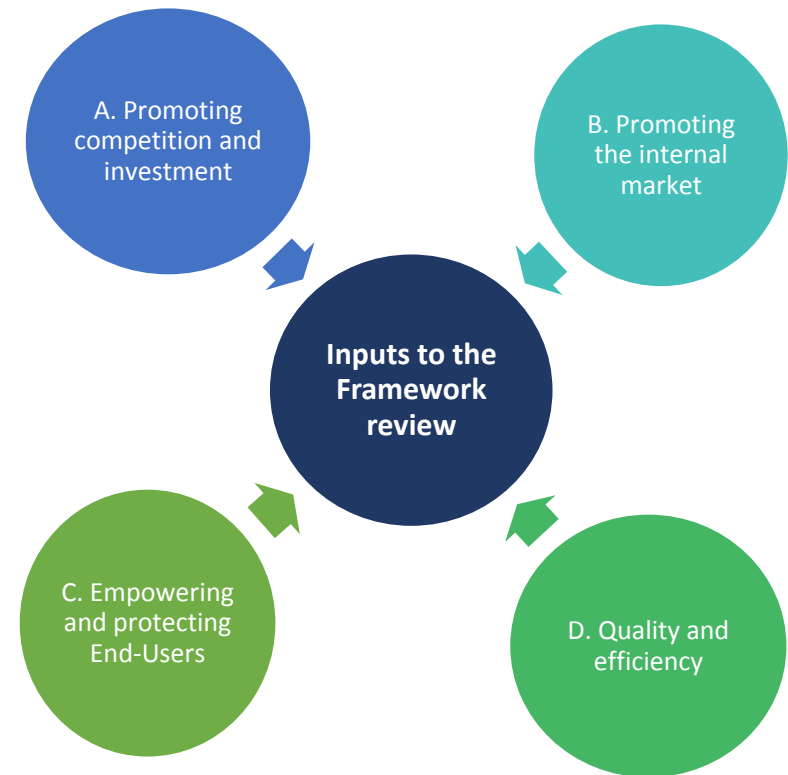 A. Promoting
competition and
investment
B. Promoting
the internal
market
Inputs to the
Framework
review
C. Empowering
and protecting
End-Users
D. Quality and
efficiency